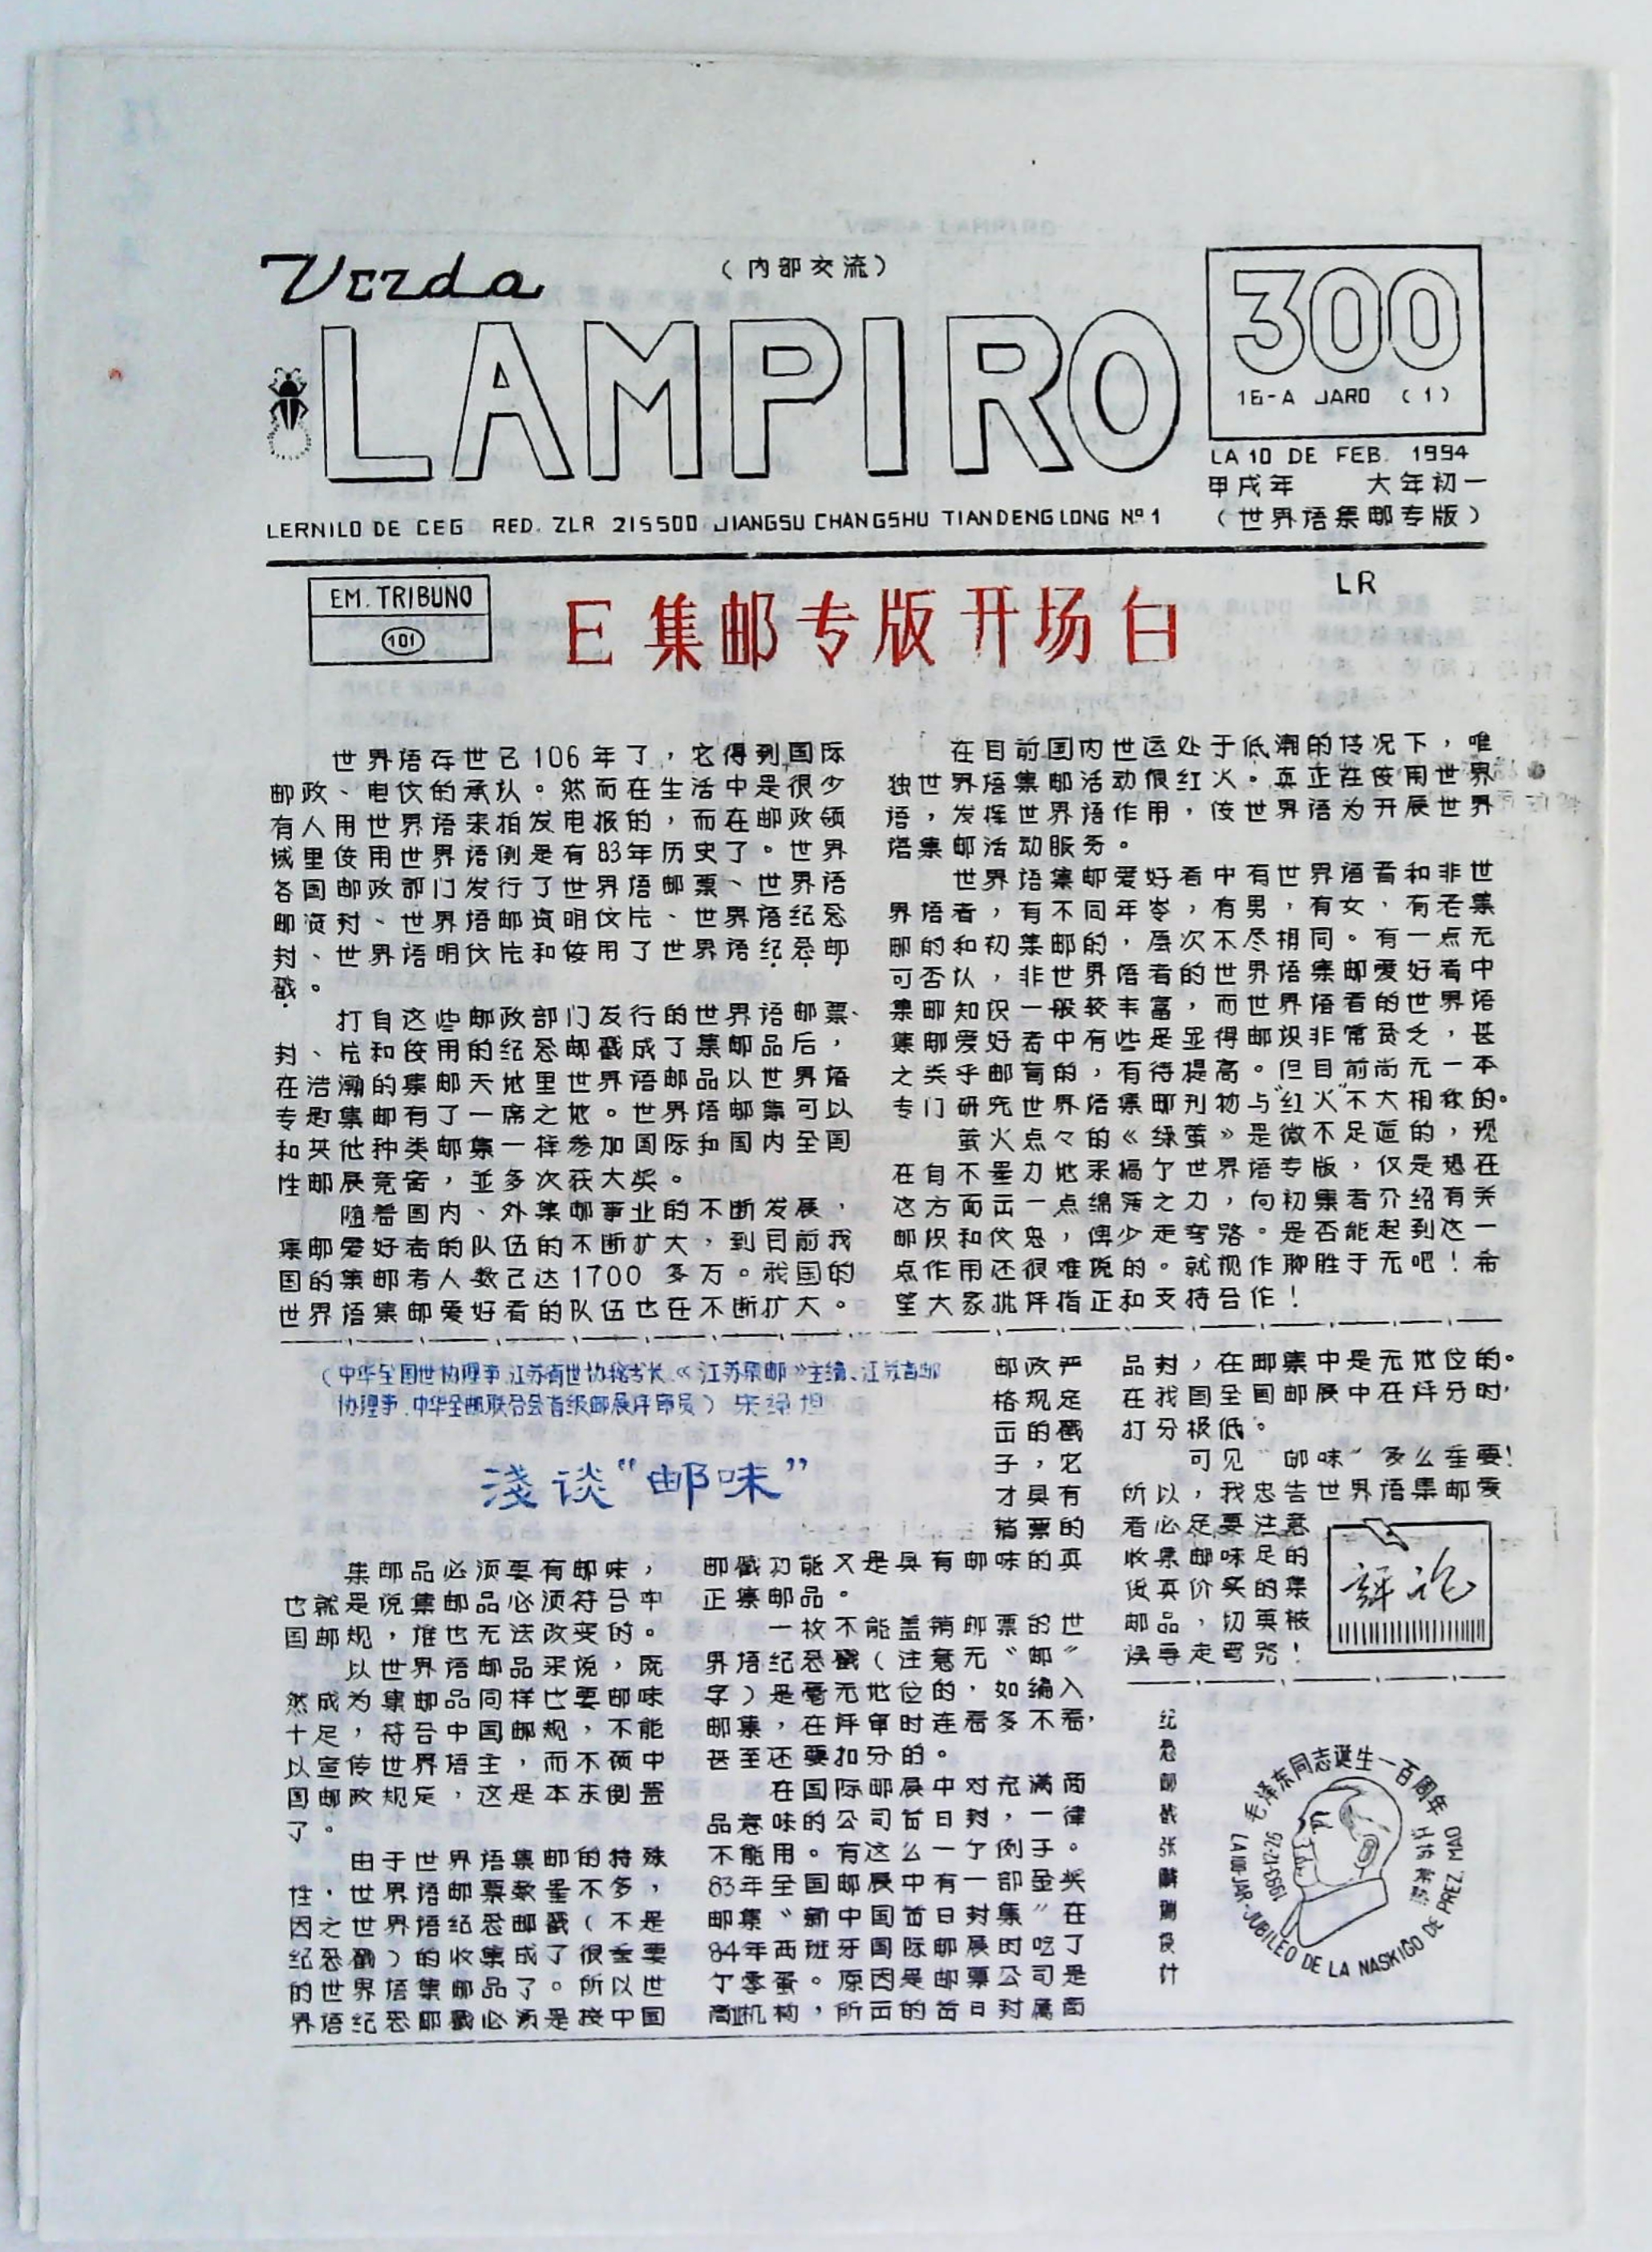 Verda
（内部交流）
LAMPIRO
300
16-A JARO (1)
LA 10 DE FEB. 1994
甲戌年 大年初一
（世界语集邮专版）
LERNILO DE CEG RED. ZLR 215500 JIANGSU CHANGSHU TIANDENGLONG Nº 1
EM. TRIBUNO
101
E集邮专版开场白
LR
世界语存世已106年了，它得到国际
邮政、电伩的承认。然而在生活中是很少
有人用世界语来拍发电报的，而在邮政领
域里使用世界语倒是有83年历史了。世界
各国邮政部门发行了世界语邮票、世界语
邮资封、世界语邮资明伩片、世界语纪念
封、世界语明伩片和使用了世界语纪念邮
戳。
打自这些邮政部门发行的世界语邮票、
封、片和使用的纪念邮戳成了集邮品后，
在浩瀚的集邮天地里世界语邮品以世界语
专题集邮有了一席之地。世界语邮集可以
和其他种类邮集一样参加国际和国内全国
性邮展竞赛，並多次获大奖。
随着国内、外集邮事业的不断发展，
集邮爱好者的队伍的不断扩大，到目前我
国的集邮者人数已达1700 多万。我国的
世界语集邮爱好者的队伍也在不断扩大。
在目前国内世运处于低潮的情况下，唯
独世界语集邮活动很红火。真正在使用世界
语，发挥世界语作用，使世界语为开展世界
语集邮活动服务。
世界语集邮爱好者中有世界语者和非世
界语者，有不同年令，有男，有女，有老集
邮的和初集邮的，层次不尽相同。有一点无
可否认，非世界语者的世界语集邮爱好者中
集邮知识一般较丰富，而世界语者的世界语
集邮爱好者中有些是显得邮识非常贫乏，甚
之类乎邮盲的，有待提高。但目前尚无一本
专门研究世界语集邮刊物与“红火”不大相称的。
萤火点々的《绿萤》是微不足道的，现
在自不量力地来搞个世界语专版，仅是想在
这方面出一点绵薄之力，向初集者介绍有关
邮识和伩息，俾少走弯路。是否能起到这一
点作用还很难说的。就视作聊胜于无吧！希
望大家批评指正和支持合作！
（中华全国世协理事、江苏省世协秘书长、《江苏集邮》主编、江苏省邮
协理事、中华全邮联合会省级邮展评审员）宋绿坦
淺谈“邮味”
集邮品必须要有邮味，
也就是说集邮品必须符合中
国邮规，谁也无法改变的。
以世界语邮品来说，既
然成为集邮品同样也要邮味
十足，符合中国邮规，不能
以宣传世界语主，而不顾中
国邮政规定，这是本末倒置
了。
由于世界语集邮的特殊
性，世界语邮票数量不多，
因之世界语纪念邮戳（不是
纪念戳）的收集成了很重要
的世界语集邮品了。所以世
界语纪念邮戳必须是按中国
邮政严
格规定
出的戳
子，它
才具有
销票的
邮戳功能又是具有邮味的真
正集邮品。
一枚不能盖销邮票的世
界语纪念戳（注意无“邮”
字）是毫无地位的，如编入
邮集，在评审时连看多不看，
甚至还要扣分的。
在国际邮展中对充满商
品意味的公司首日封，一律
不能用。有这么一个例子。
83年全国邮展中有一部金奖
邮集“新中国首日封集”在
84年西班牙国际邮展时吃了
个零蛋。原因是邮票公司是
商业机构，所出的首日封属商
品封，在邮集中是无地位的。
在我国全国邮展中在评分时，
打分极低。
可见“邮味”多么重要！
所以，我忠告世界语集邮爱
者必定要注意
收集邮味足的
货真价实的集
邮品，切莫被
误导走弯路！
评论
纪念邮戳张麟瑞设计
毛泽东同志诞生一百周年
1993-12-26
江苏 常熟
LA 100-JAR-JUBILEO DE LA NASKIGO DE PREZ. MAO